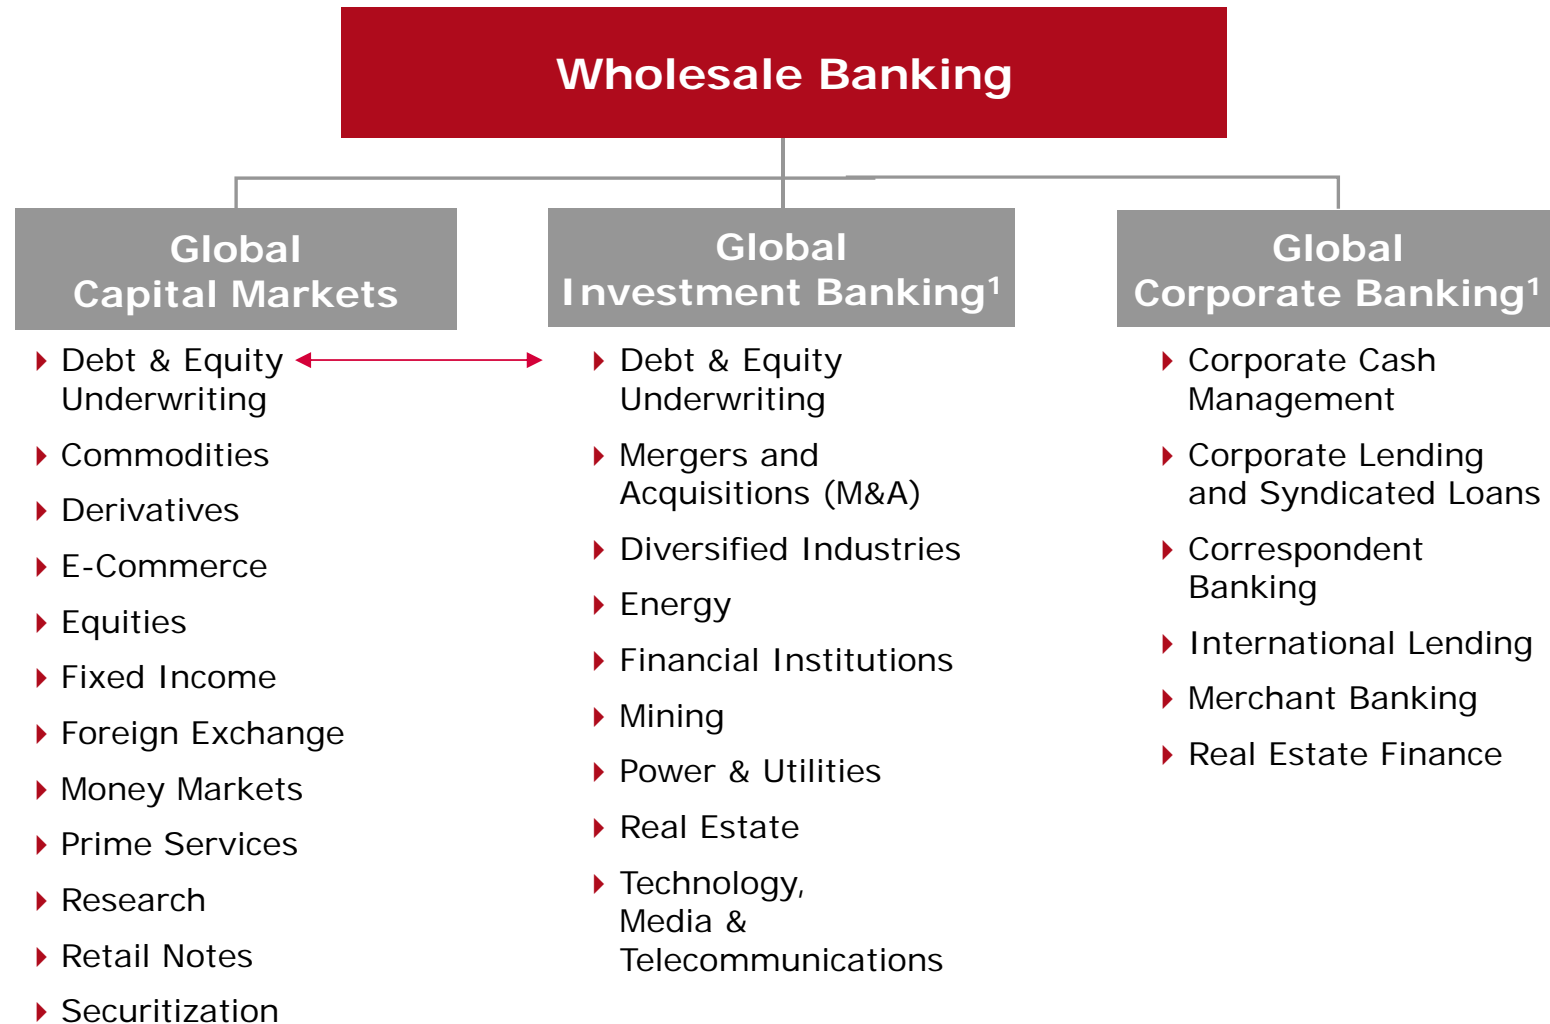 Wholesale Banking
Global
Capital Markets
Debt & Equity
Underwriting
Commodities
Derivatives
E-Commerce
Equities
Fixed Income
Foreign Exchange
Money Markets
Prime Services
Research
Retail Notes
Securitization
Global
Investment Banking¹
Debt & Equity
Underwriting
Mergers and
Acquisitions (M&A)
Diversified Industries
Energy
Financial Institutions
Mining
Power & Utilities
Real Estate
Technology,
Media &
Telecommunications
Global
Corporate Banking¹
Corporate Cash
Management
Corporate Lending
and Syndicated Loans
Correspondent
Banking
International Lending
Merchant Banking
Real Estate Finance